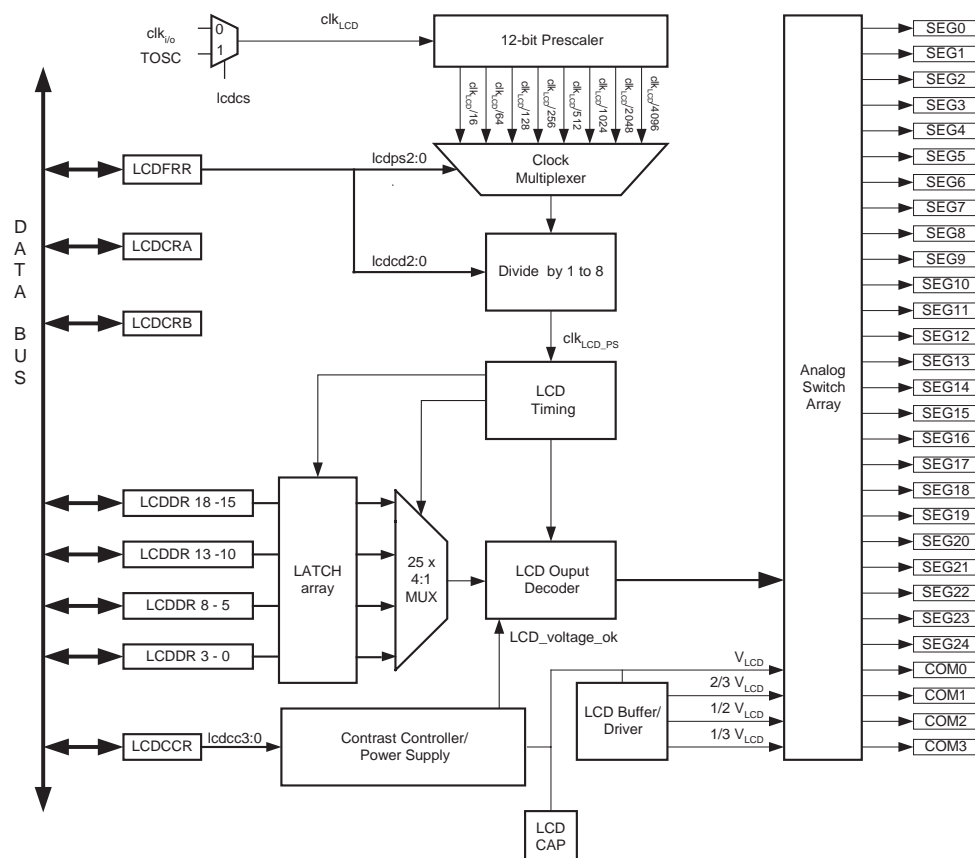 clk_LCD
clk_i/o
0
1
TOSC
lcdcs
12-bit Prescaler
clk_LCD/16
clk_LCD/64
clk_LCD/128
clk_LCD/256
clk_LCD/512
clk_LCD/1024
clk_LCD/2048
clk_LCD/4096
LCDFRR
lcdps2:0
Clock
Multiplexer
DATA BUS
LCDCRA
lcdcd2:0
Divide by 1 to 8
LCDCRB
clk_LCD_PS
LCD
Timing
Analog
Switch
Array
LCDDR 18 -15
LCDDR 13 -10
LCDDR 8 - 5
LCDDR 3 - 0
LATCH
array
25 x
4:1
MUX
LCD Ouput
Decoder
LCD_voltage_ok
LCDCCR
lcdcc3:0
Contrast Controller/
Power Supply
LCD Buffer/
Driver
V_LCD
2/3 V_LCD
1/2 V_LCD
1/3 V_LCD
LCD
CAP
SEG0
SEG1
SEG2
SEG3
SEG4
SEG5
SEG6
SEG7
SEG8
SEG9
SEG10
SEG11
SEG12
SEG13
SEG14
SEG15
SEG16
SEG17
SEG18
SEG19
SEG20
SEG21
SEG22
SEG23
SEG24
COM0
COM1
COM2
COM3